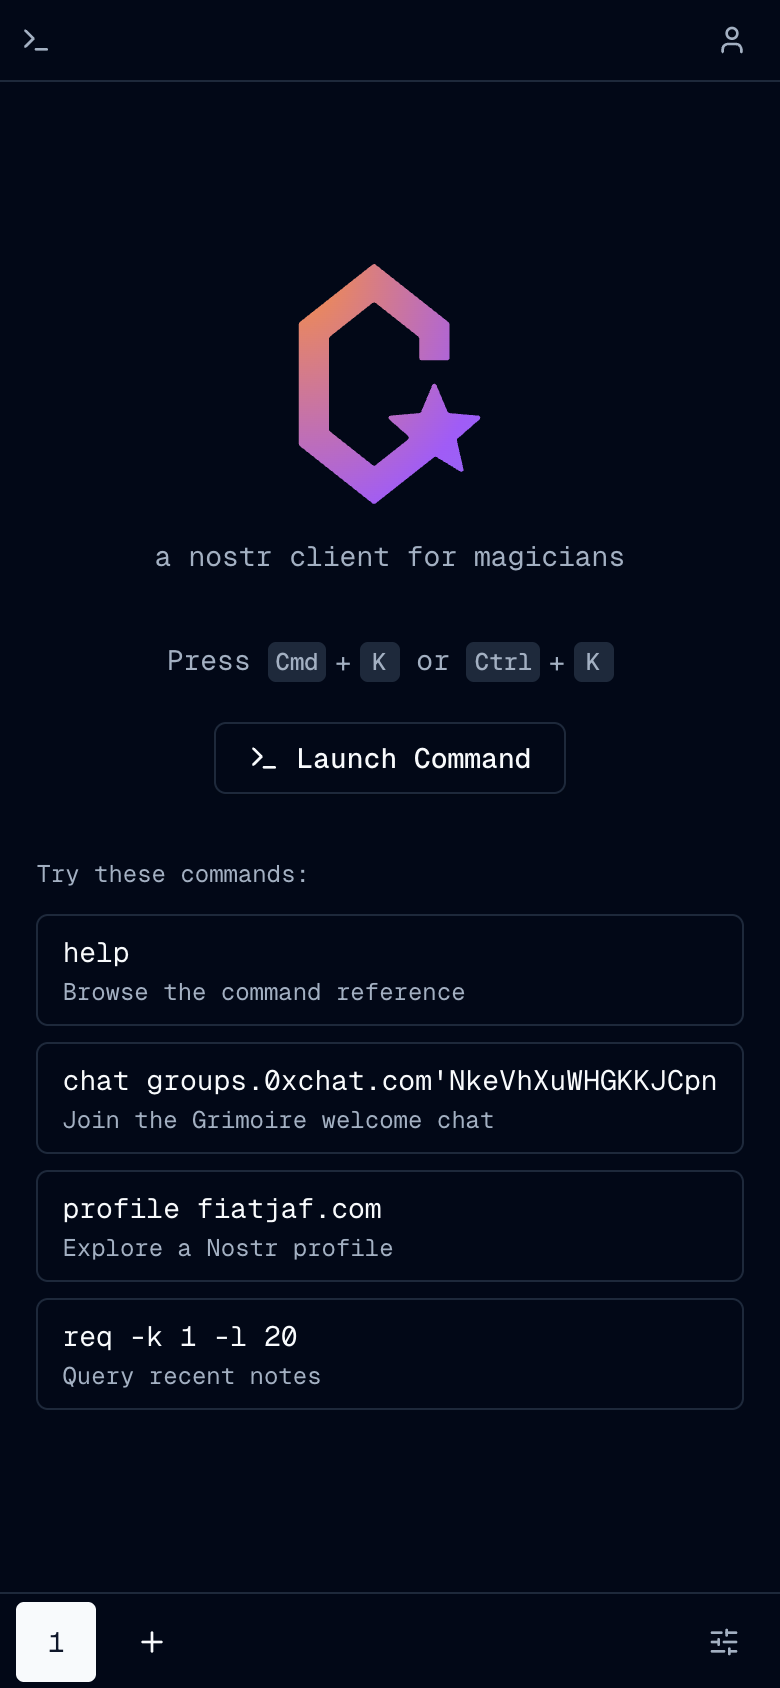 a nostr client for magicians
Press Cmd + K or Ctrl + K
Launch Command
Try these commands:
help
Browse the command reference
chat groups.0xchat.com'NkeVhXuWHGKKJCpn
Join the Grimoire welcome chat
profile fiatjaf.com
Explore a Nostr profile
req -k 1 -l 20
Query recent notes
1